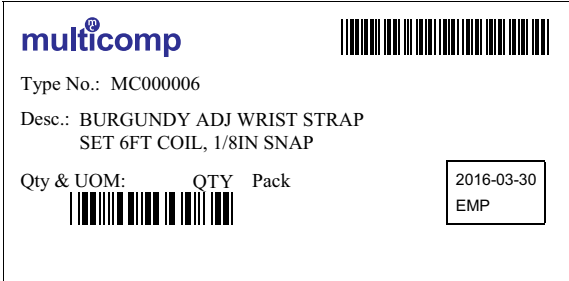 multicomp
Type No.: MC000006
Desc.: BURGUNDY ADJ WRIST STRAP
SET 6FT COIL, 1/8IN SNAP
Qty & UOM: QTY Pack
2016-03-30
EMP